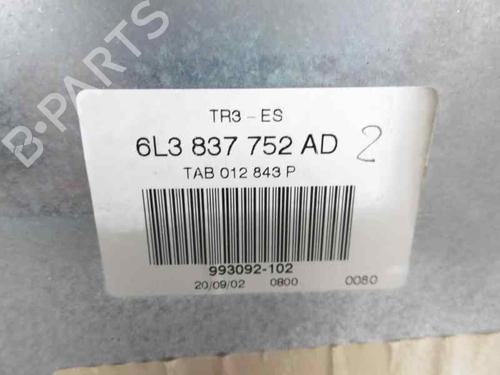 B-PARTS
TR3-ES
6L3 837 752 AD 2
TAB 012 843 P
993092-102
20/09/02 0800 0080